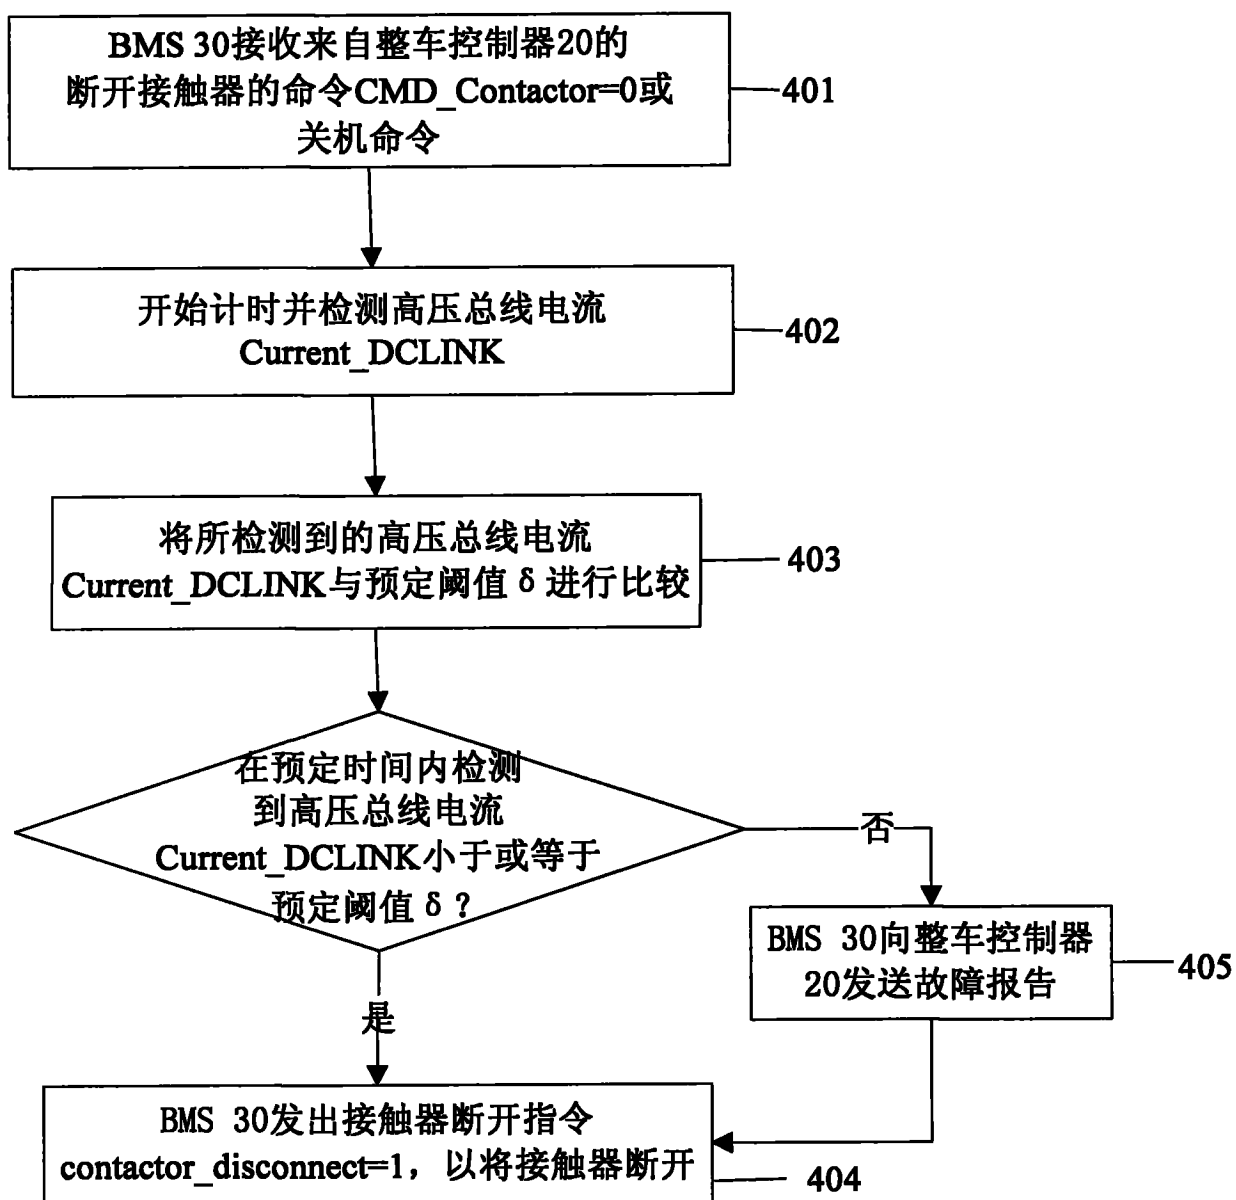 BMS 30接收来自整车控制器20的
断开接触器的命令CMD_Contactor=0或
关机命令
401
开始计时并检测高压总线电流
Current_DCLINK
402
将所检测到的高压总线电流
Current_DCLINK与预定阈值 δ 进行比较
403
在预定时间内检测
到高压总线电流
Current_DCLINK小于或等于
预定阈值 δ ?
否
BMS 30向整车控制器
20发送故障报告
405
是
BMS 30发出接触器断开指令
contactor_disconnect=1，以将接触器断开
404